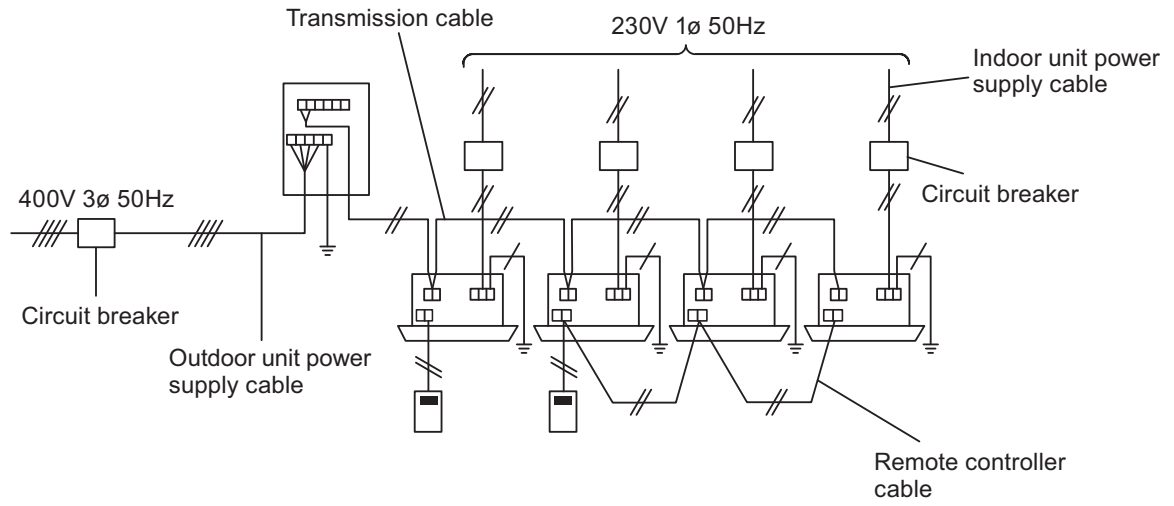 Transmission cable
230V 1ø 50Hz
Indoor unit power
supply cable
400V 3ø 50Hz
Circuit breaker
Circuit breaker
Outdoor unit power
supply cable
Remote controller
cable